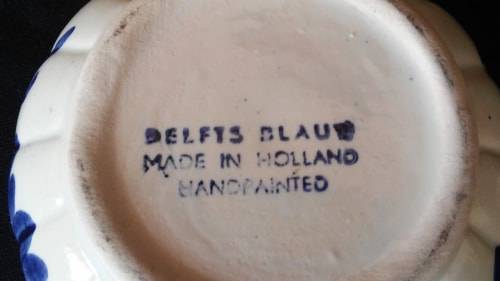 DELFTS BLAUW
MADE IN HOLLAND
HANDPAINTED